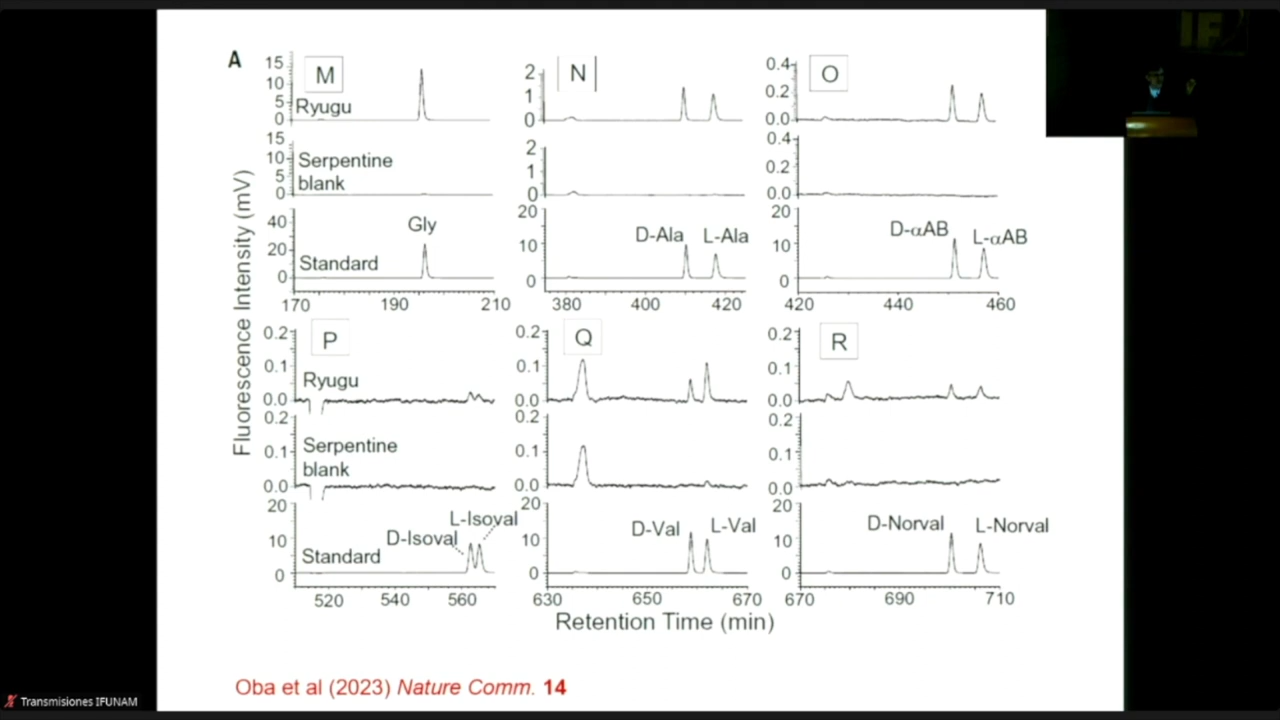 A
M
N
O
15
10
5
0
Ryugu
2
1
0
0.4
0.2
0.0
15
10
5
0
Serpentine
blank
2
1
0
0.4
0.2
0.0
40
20
0
Gly
Standard
20
10
0
D-Ala
L-Ala
20
10
0
D-αAB
L-αAB
170
190
210
380
400
420
420
440
460
P
Q
R
0.2
0.1
0.0
Ryugu
0.2
0.1
0.0
0.2
0.1
0.0
0.2
0.1
0.0
Serpentine
blank
0.2
0.1
0.0
0.2
0.1
0.0
20
10
0
L-Isoval
D-Isoval
Standard
20
10
0
D-Val
L-Val
20
10
0
D-Norval
L-Norval
520
540
560
630
650
670
670
690
710
Fluorescence Intensity (mV)
Retention Time (min)
Oba et al (2023) Nature Comm. 14
Transmisiones IFUNAM
IF